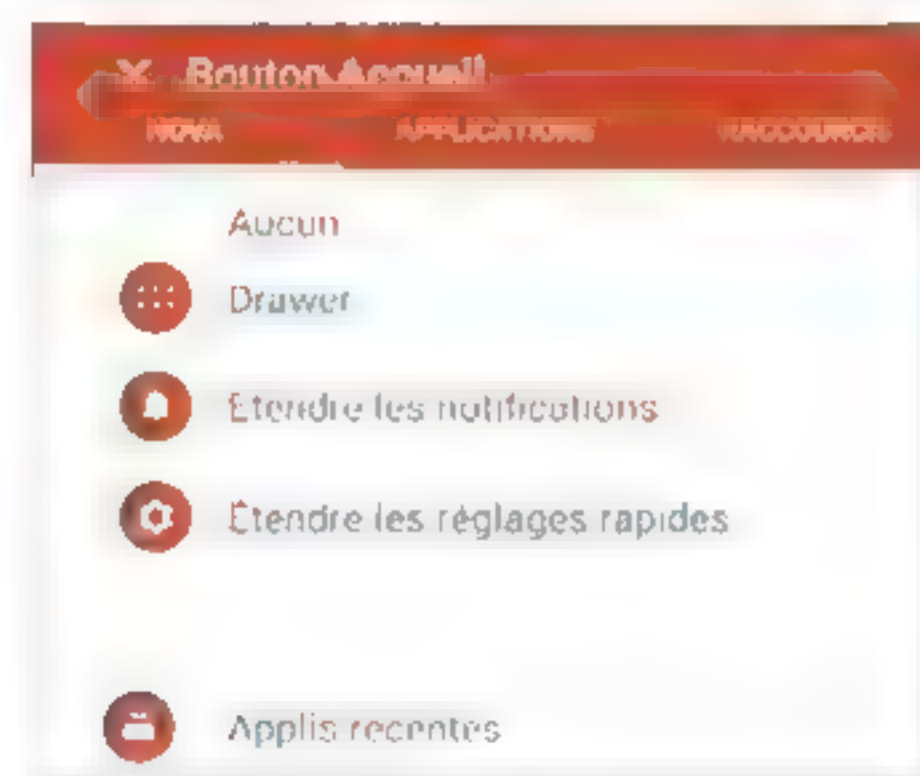 Bouton Accueil
NOVA APPLICATIONS RACCOURCIS
Aucun
Drawer
Étendre les notifications
Étendre les réglages rapides
Applis récentes